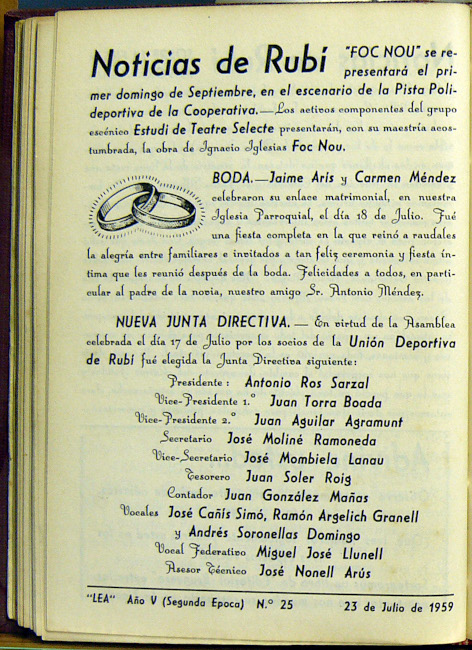 Noticias de Rubí "FOC NOU" se re-
presentará el pri-
mer domingo de Septiembre, en el escenario de la Pista Poli-
deportiva de la Cooperativa.—Los activos componentes del grupo
escénico Estudi de Teatre Selecte presentarán, con su maestría acos-
tumbrada, la obra de Ignacio Iglesias Foc Nou.
BODA.—Jaime Arís y Carmen Méndez
celebraron su enlace matrimonial, en nuestra
Iglesia Parroquial, el día 18 de Julio. Fué
una fiesta completa en la que reinó a raudales
la alegría entre familiares e invitados a tan feliz ceremonia y fiesta ín-
tima que les reunió después de la boda. Felicidades a todos, en parti-
cular al padre de la novia, nuestro amigo Sr. Antonio Méndez.
NUEVA JUNTA DIRECTIVA.— En virtud de la Asamblea
celebrada el día 17 de Julio por los socios de la Unión Deportiva
de Rubí fué elegida la Junta Directiva siguiente:
Presidente: Antonio Ros Sarzal
Vice-Presidente 1.º Juan Torra Boada
Vice-Presidente 2.º Juan Aguilar Agramunt
Secretario José Moliné Ramoneda
Vice-Secretario José Mombiela Lanau
Tesorero Juan Soler Roig
Contador Juan González Mañas
Vocales José Cañís Simó, Ramón Argelich Granell
y Andrés Soronellas Domingo
Vocal Federativo Miguel José Llunell
Asesor Técnico José Nonell Arús
"LEA" Año V (Segunda Epoca) N.º 25 23 de Julio de 1959